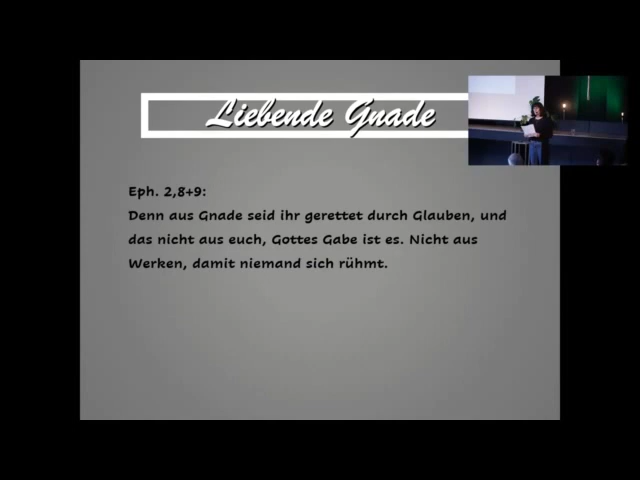 Liebende Gnade
Eph. 2,8+9:
Denn aus Gnade seid ihr gerettet durch Glauben, und
das nicht aus euch, Gottes Gabe ist es. Nicht aus
Werken, damit niemand sich rühmt.